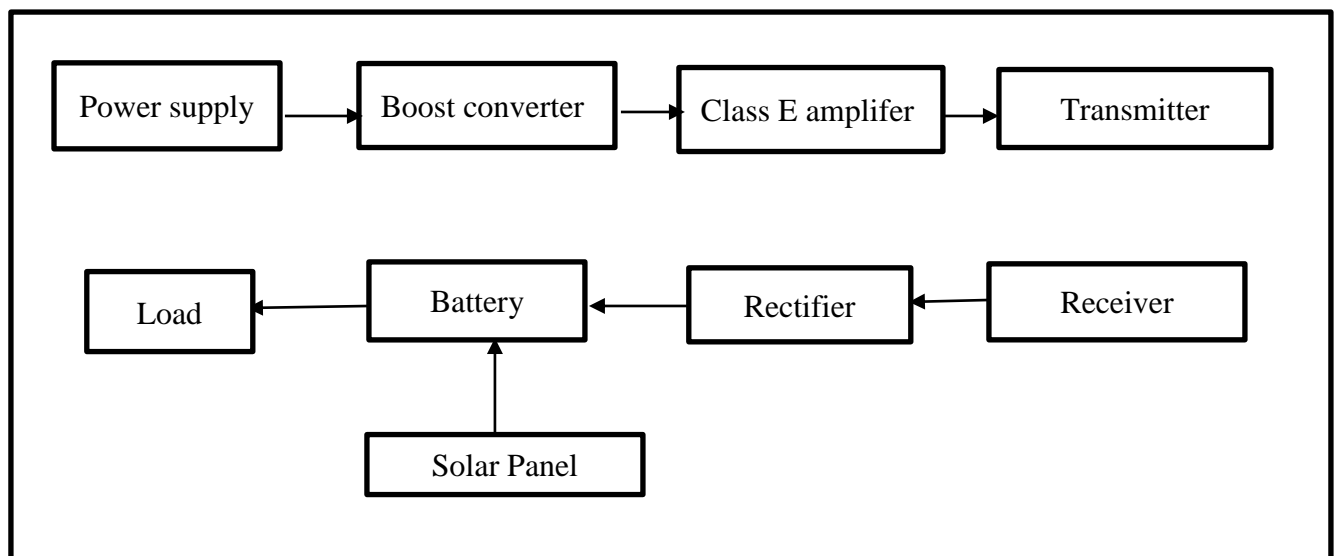 Power supply
Boost converter
Class E amplifer
Transmitter
Load
Battery
Rectifier
Receiver
Solar Panel